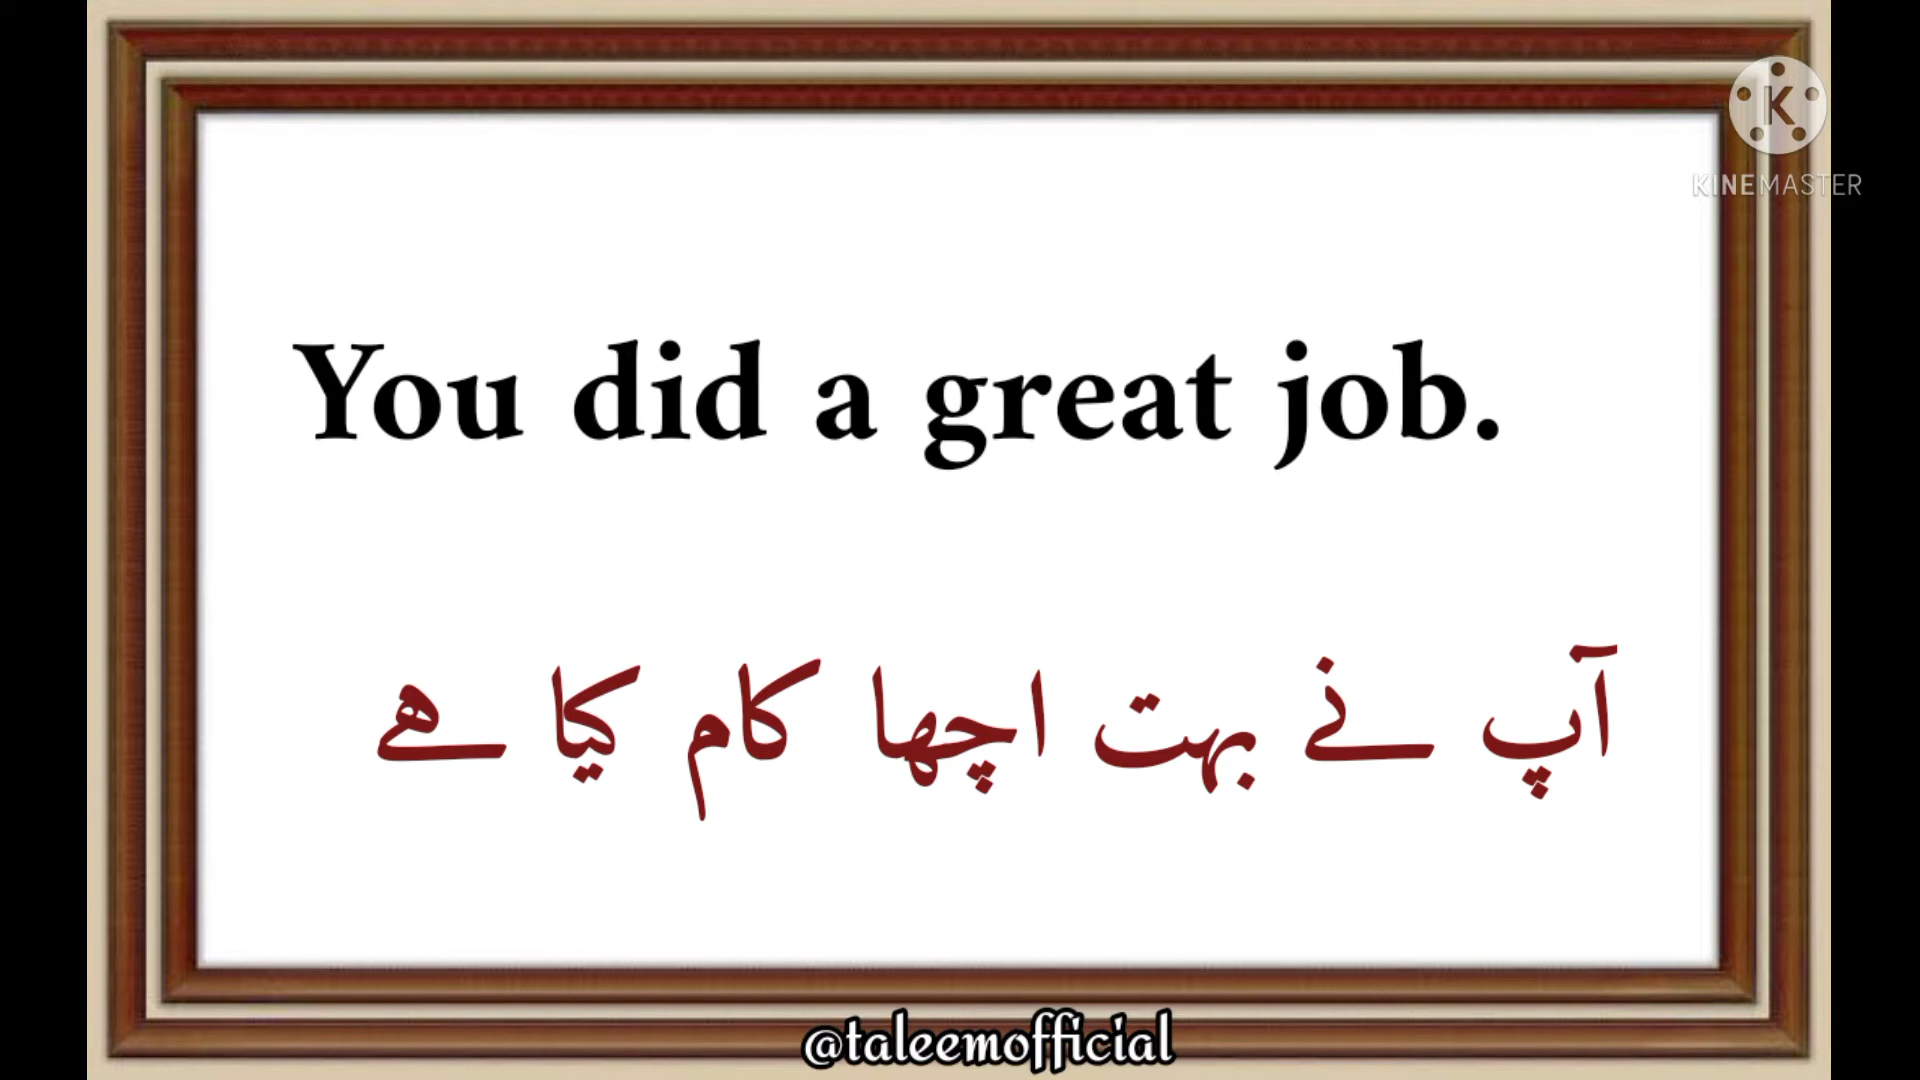 KINEMASTER
You did a great job.
آپ نے بہت اچھا کام کیا ہے
@taleemofficial